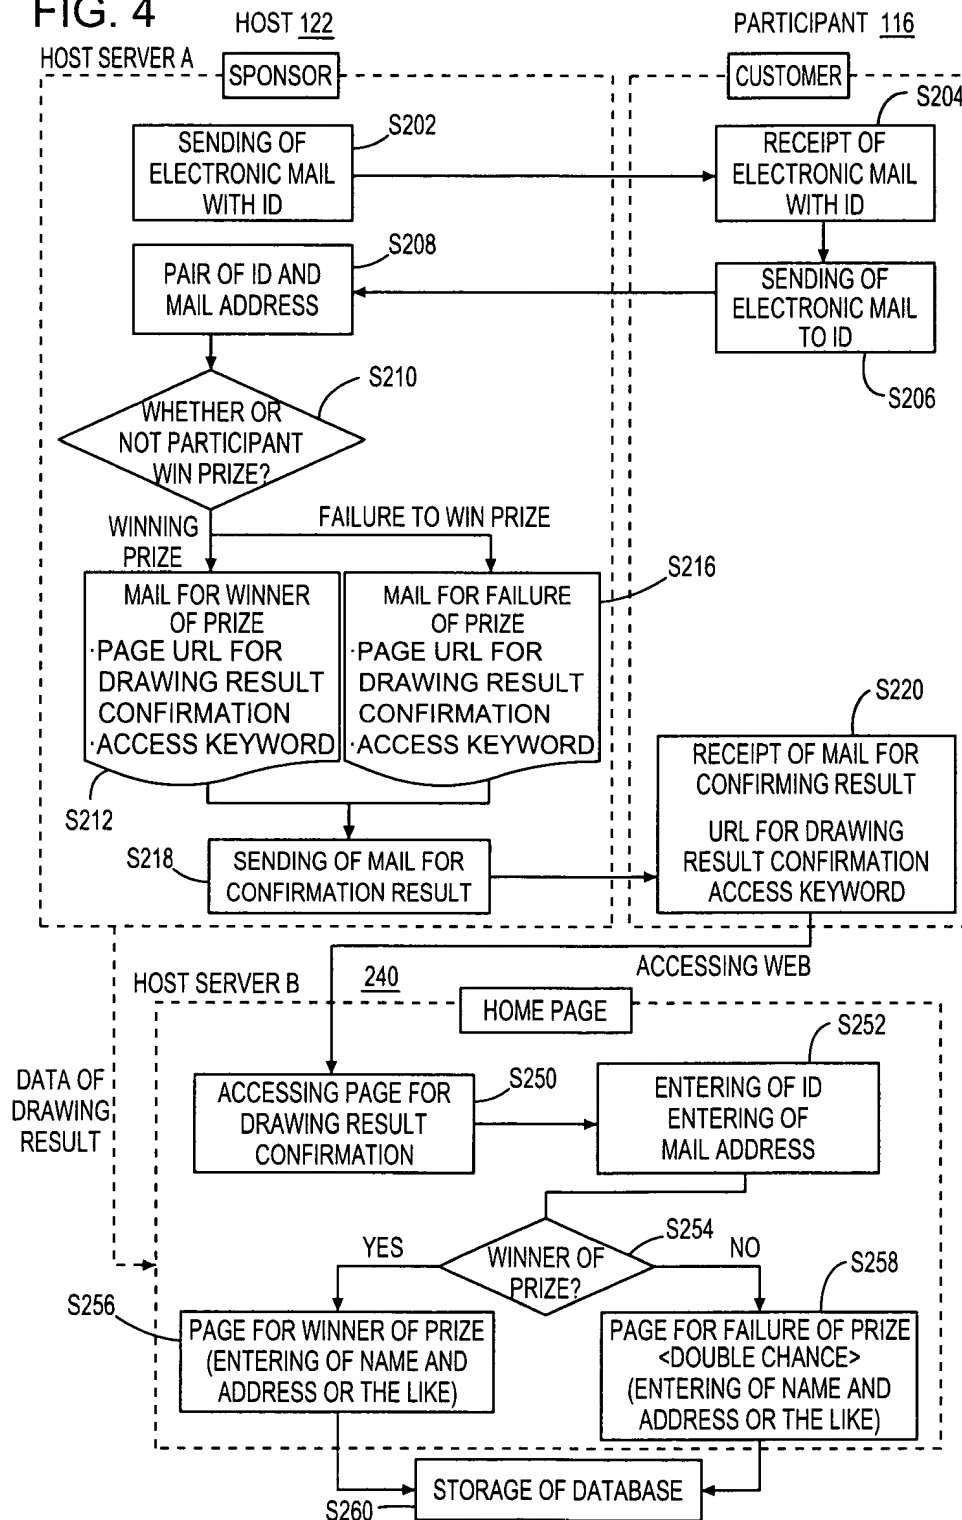 FIG. 4
HOST 122
PARTICIPANT 116
HOST SERVER A
SPONSOR
CUSTOMER
S202
S204
SENDING OF
ELECTRONIC MAIL
WITH ID
RECEIPT OF
ELECTRONIC MAIL
WITH ID
S208
PAIR OF ID AND
MAIL ADDRESS
SENDING OF
ELECTRONIC MAIL
TO ID
S206
S210
WHETHER OR
NOT PARTICIPANT
WIN PRIZE?
WINNING
PRIZE
FAILURE TO WIN PRIZE
S216
MAIL FOR WINNER
OF PRIZE
·PAGE URL FOR
DRAWING RESULT
CONFIRMATION
·ACCESS KEYWORD
MAIL FOR FAILURE
OF PRIZE
·PAGE URL FOR
DRAWING RESULT
CONFIRMATION
·ACCESS KEYWORD
S212
S220
RECEIPT OF MAIL FOR
CONFIRMING RESULT
URL FOR DRAWING
RESULT CONFIRMATION
ACCESS KEYWORD
S218
SENDING OF MAIL FOR
CONFIRMATION RESULT
ACCESSING WEB
HOST SERVER B
240
HOME PAGE
DATA OF
DRAWING
RESULT
S250
ACCESSING PAGE FOR
DRAWING RESULT
CONFIRMATION
S252
ENTERING OF ID
ENTERING OF
MAIL ADDRESS
S254
WINNER OF
PRIZE?
YES
NO
S256
PAGE FOR WINNER OF PRIZE
(ENTERING OF NAME AND
ADDRESS OR THE LIKE)
S258
PAGE FOR FAILURE OF PRIZE
<DOUBLE CHANCE>
(ENTERING OF NAME AND
ADDRESS OR THE LIKE)
STORAGE OF DATABASE
S260